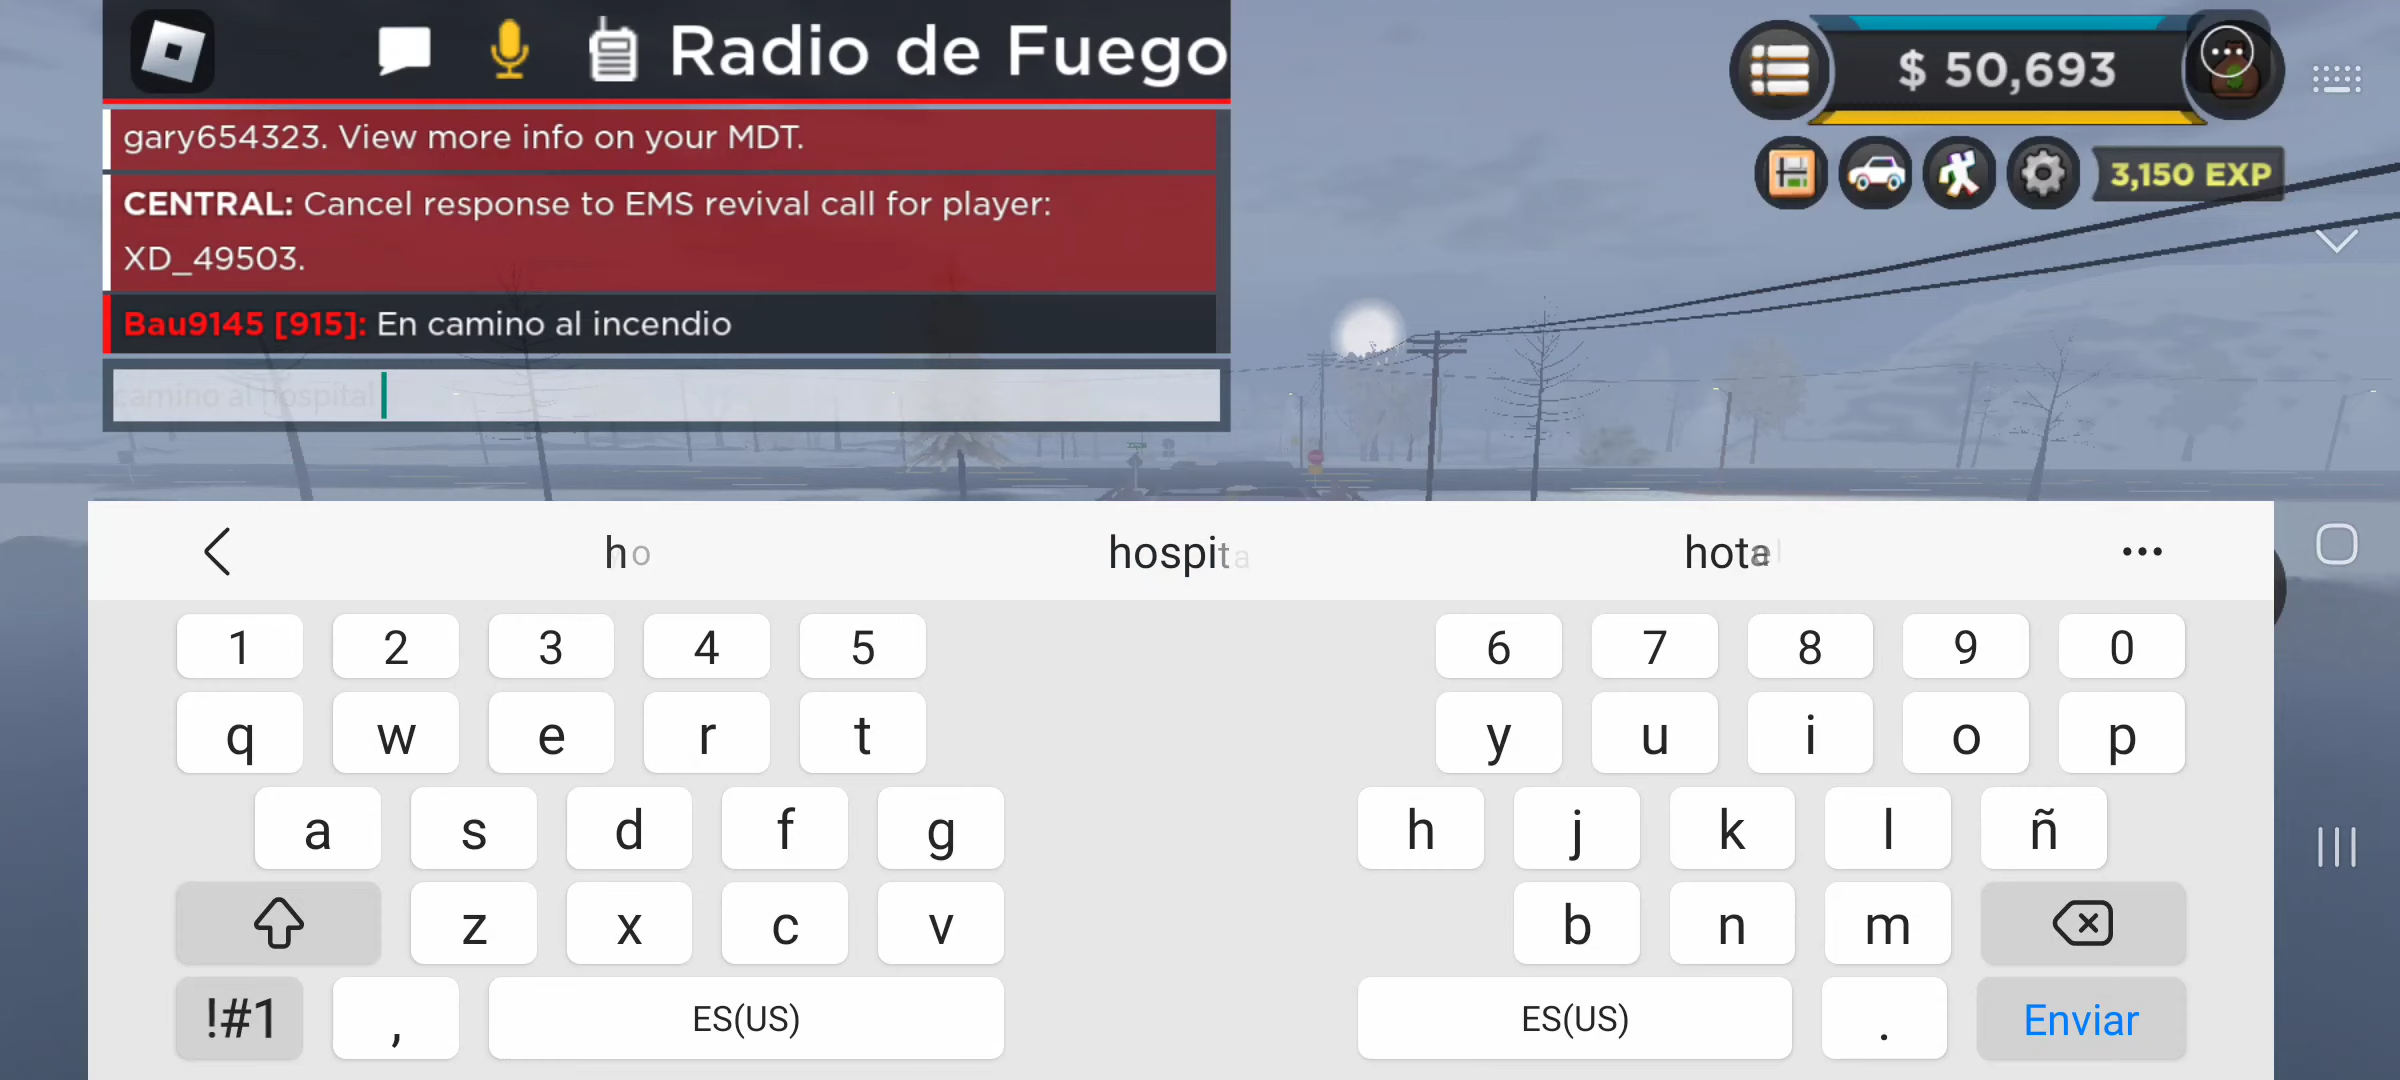 Radio de Fuego
$ 50,693
gary654323. View more info on your MDT.
3,150 EXP
CENTRAL: Cancel response to EMS revival call for player:
XD_49503.
Bau9145 [915]: En camino al incendio
camino al hospital
ho hospita hotel
1 2 3 4 5 6 7 8 9 0
q w e r t y u i o p
a s d f g h j k l ñ
z x c v b n m
!#1 , ES(US) ES(US) . Enviar